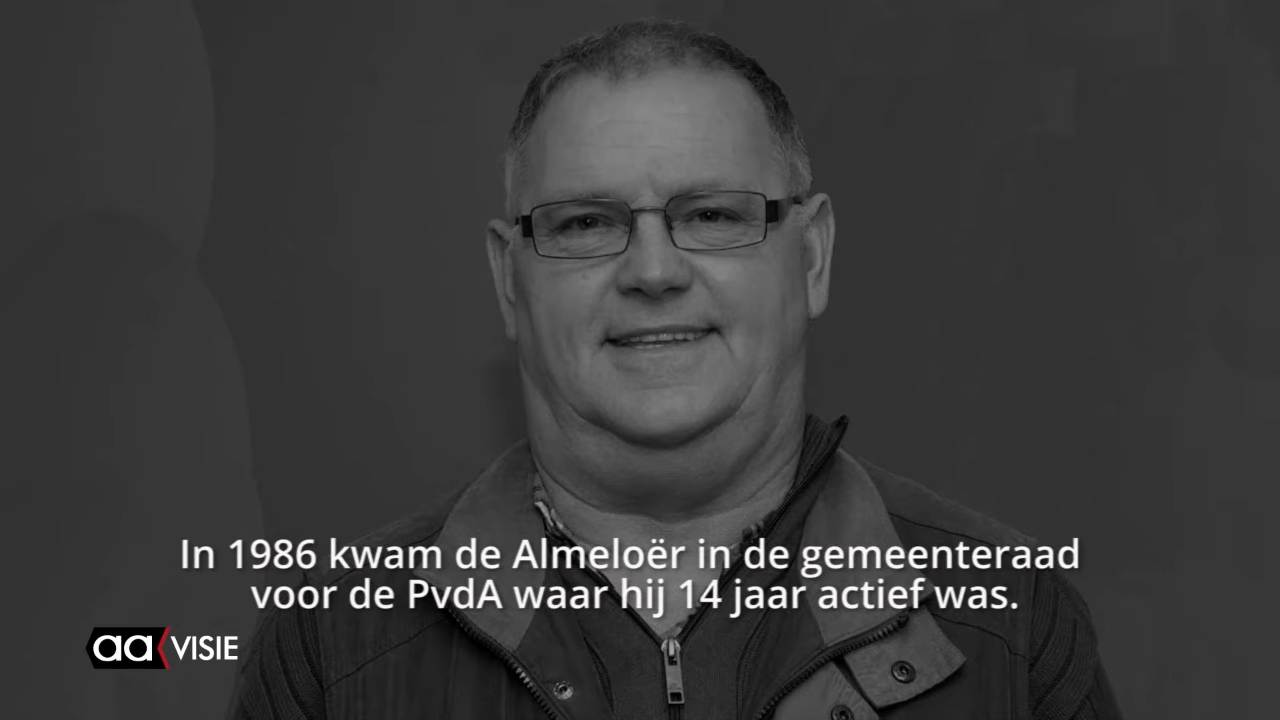 In 1986 kwam de Almeloër in de gemeenteraad
voor de PvdA waar hij 14 jaar actief was.
aa VISIE